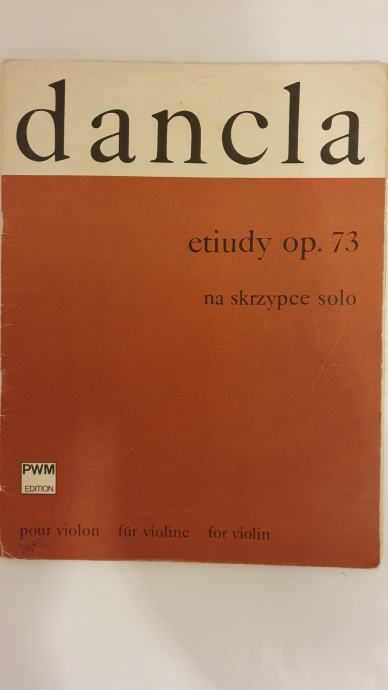 dancla
etiudy op. 73
na skrzypce solo
PWM
EDITION
pour violon für violine for violin